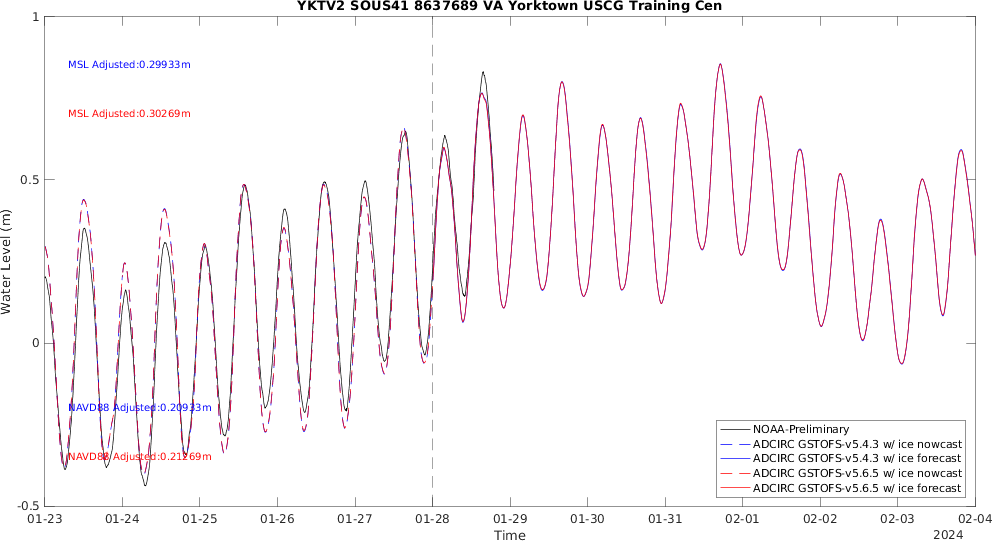 YKTV2 SOUS41 8637689 VA Yorktown USCG Training Cen
1
0.5
0
-0.5
Water Level (m)
MSL Adjusted:0.29933m
MSL Adjusted:0.30269m
NAVD88 Adjusted:0.20933m
NAVD88 Adjusted:0.21269m
NOAA-Preliminary
ADCIRC GSTOFS-v5.4.3 w/ ice nowcast
ADCIRC GSTOFS-v5.4.3 w/ ice forecast
ADCIRC GSTOFS-v5.6.5 w/ ice nowcast
ADCIRC GSTOFS-v5.6.5 w/ ice forecast
01-23 01-24 01-25 01-26 01-27 01-28 01-29 01-30 01-31 02-01 02-02 02-03 02-04
Time
2024